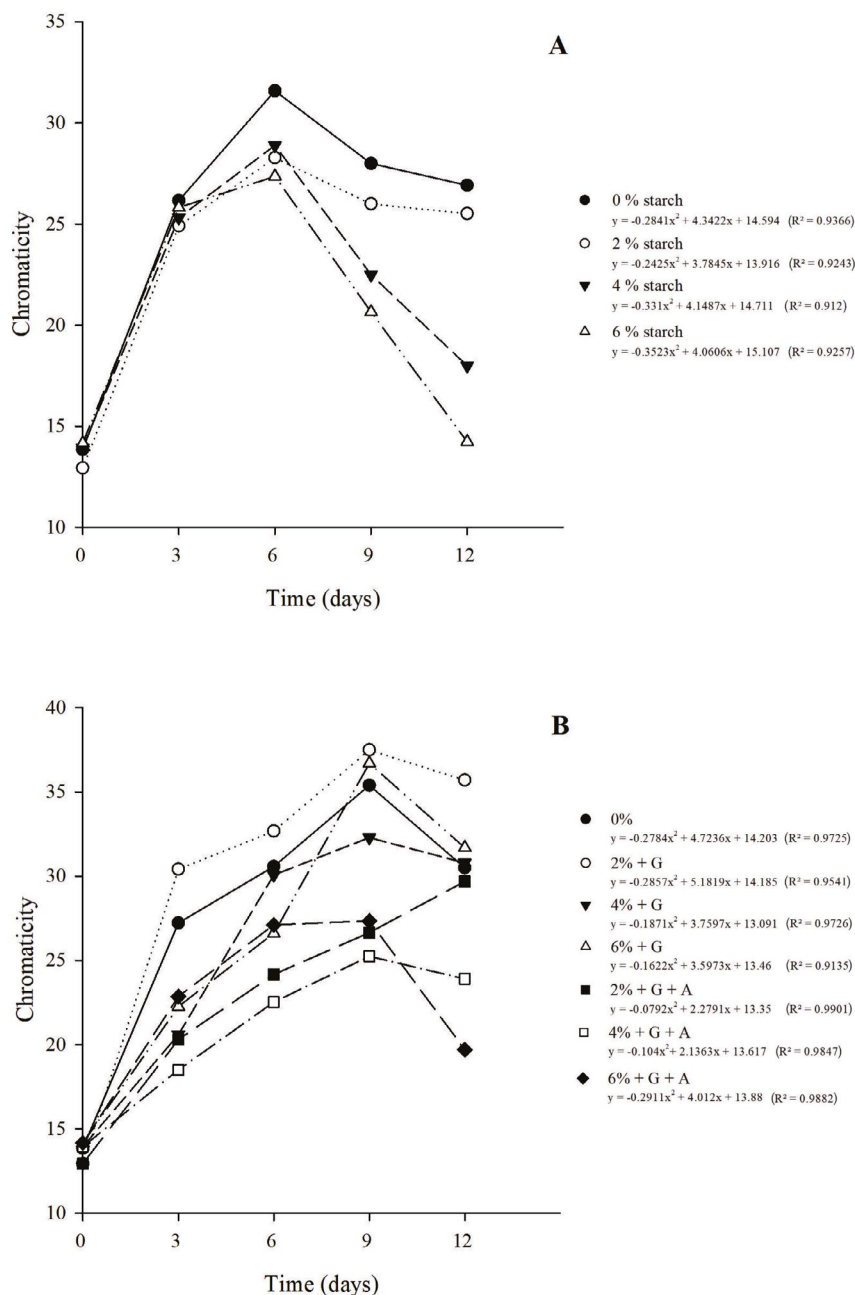 35
A
30
25
20
15
10
Chromaticity
0 3 6 9 12
Time (days)
0 % starch
y = -0.2841x² + 4.3422x + 14.594 (R² = 0.9366)
2 % starch
y = -0.2425x² + 3.7845x + 13.916 (R² = 0.9243)
4 % starch
y = -0.331x² + 4.1487x + 14.711 (R² = 0.912)
6 % starch
y = -0.3523x² + 4.0606x + 15.107 (R² = 0.9257)
40
B
35
30
25
20
15
10
Chromaticity
0 3 6 9 12
Time (days)
0%
y = -0.2784x² + 4.7236x + 14.203 (R² = 0.9725)
2% + G
y = -0.2857x² + 5.1819x + 14.185 (R² = 0.9541)
4% + G
y = -0.1871x² + 3.7597x + 13.091 (R² = 0.9726)
6% + G
y = -0.1622x² + 3.5973x + 13.46 (R² = 0.9135)
2% + G + A
y = -0.0792x² + 2.2791x + 13.35 (R² = 0.9901)
4% + G + A
y = -0.104x² + 2.1363x + 13.617 (R² = 0.9847)
6% + G + A
y = -0.2911x² + 4.012x + 13.88 (R² = 0.9882)